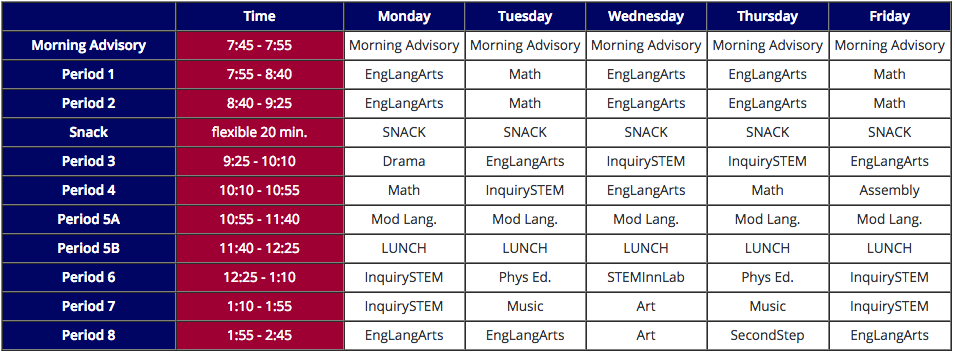 Time Monday Tuesday Wednesday Thursday Friday
Morning Advisory 7:45 - 7:55 Morning Advisory Morning Advisory Morning Advisory Morning Advisory Morning Advisory
Period 1 7:55 - 8:40 EngLangArts Math EngLangArts EngLangArts Math
Period 2 8:40 - 9:25 EngLangArts Math EngLangArts EngLangArts Math
Snack flexible 20 min. SNACK SNACK SNACK SNACK SNACK
Period 3 9:25 - 10:10 Drama EngLangArts InquirySTEM InquirySTEM EngLangArts
Period 4 10:10 - 10:55 Math InquirySTEM EngLangArts Math Assembly
Period 5A 10:55 - 11:40 Mod Lang. Mod Lang. Mod Lang. Mod Lang. Mod Lang.
Period 5B 11:40 - 12:25 LUNCH LUNCH LUNCH LUNCH LUNCH
Period 6 12:25 - 1:10 InquirySTEM Phys Ed. STEMInnLab Phys Ed. InquirySTEM
Period 7 1:10 - 1:55 InquirySTEM Music Art Music InquirySTEM
Period 8 1:55 - 2:45 EngLangArts EngLangArts Art SecondStep EngLangArts